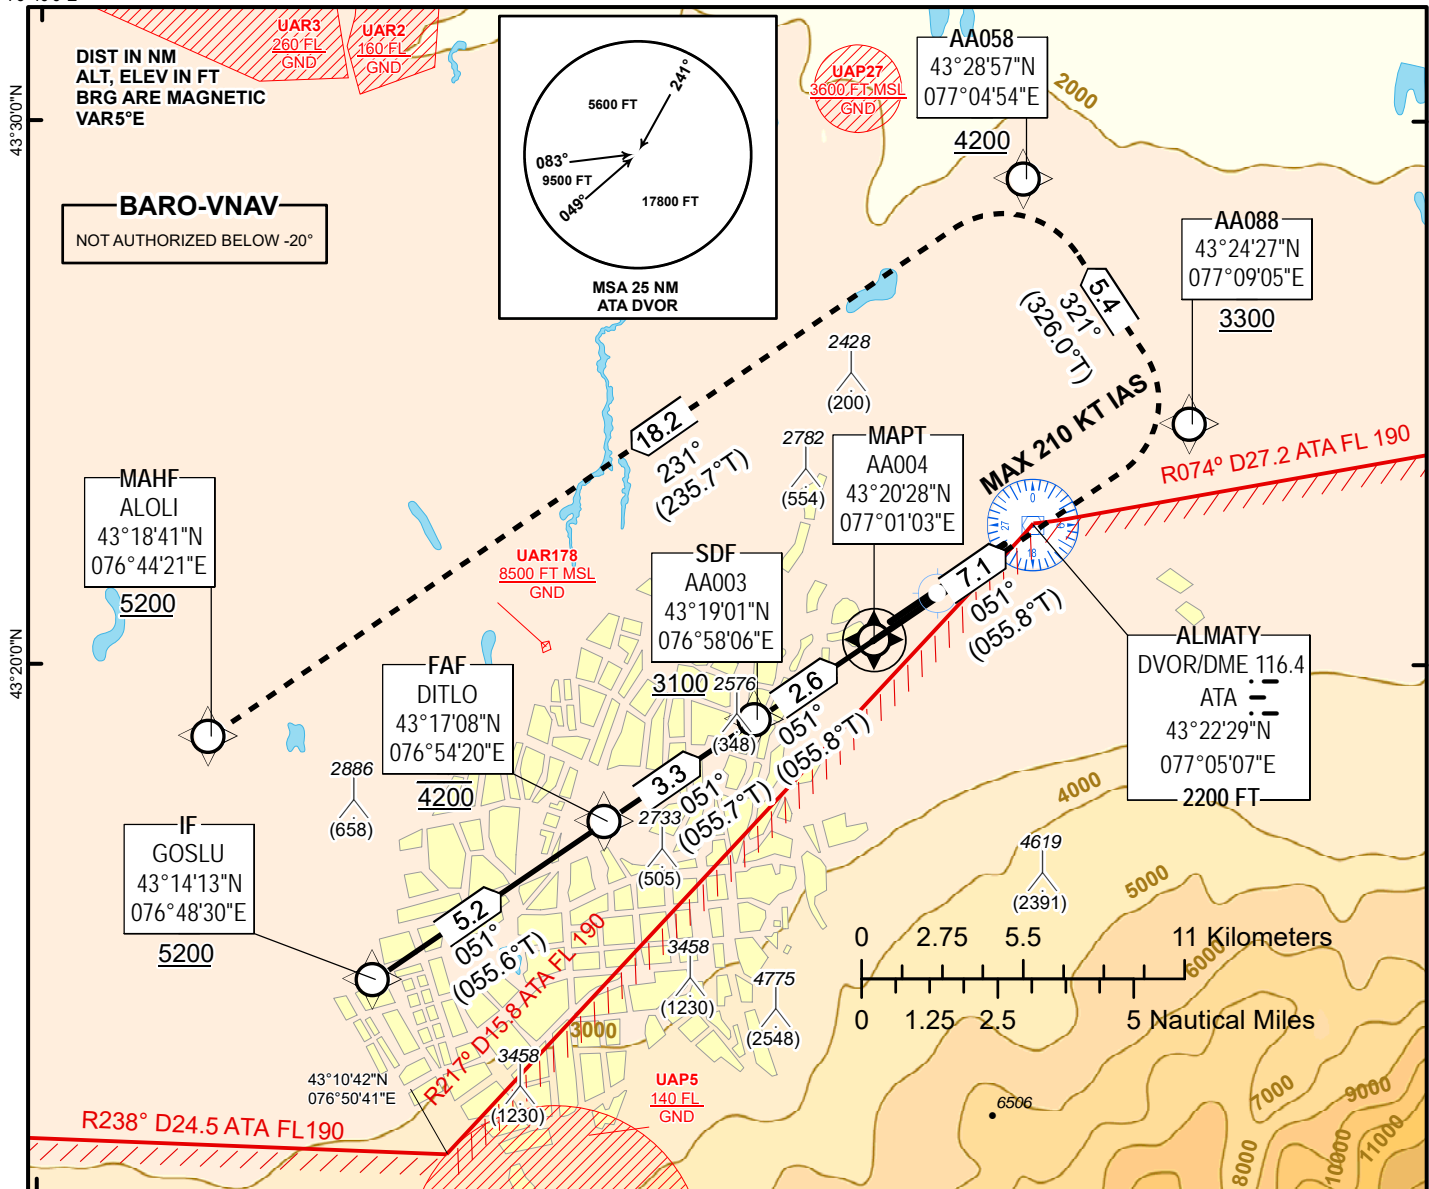 UAR3
260 FL
GND
UAR2
160 FL
GND
DIST IN NM
ALT, ELEV IN FT
BRG ARE MAGNETIC
VAR5°E
43°30'0"N
BARO-VNAV
NOT AUTHORIZED BELOW -20°
5600 FT
241°
083°
9500 FT
049°
17800 FT
MSA 25 NM
ATA DVOR
UAP27
3600 FT MSL
GND
AA058
43°28'57"N
077°04'54"E
4200
2000
AA088
43°24'27"N
077°09'05"E
3300
5.4
321°
(326.0°T)
MAX 210 KT IAS
R074° D27.2 ATA FL 190
18.2
231°
(235.7°T)
2428
(200)
2782
(554)
MAPT
AA004
43°20'28"N
077°01'03"E
MAHF
ALOLI
43°18'41"N
076°44'21"E
5200
UAR178
8500 FT MSL
GND
SDF
AA003
43°19'01"N
076°58'06"E
3100
2576
(348)
0
27
18
7.1
051°
(055.8°T)
43°20'0"N
FAF
DITLO
43°17'08"N
076°54'20"E
4200
2.6
051°
(055.8°T)
ALMATY
DVOR/DME 116.4
ATA
43°22'29"N
077°05'07"E
2200 FT
2886
(658)
3.3
051°
(055.7°T)
2733
(505)
4000
IF
GOSLU
43°14'13"N
076°48'30"E
5200
5.2
051°
(055.6°T)
4619
(2391)
5000
0 2.75 5.5 11 Kilometers
0 1.25 2.5 5 Nautical Miles
6000
3458
(1230)
4775
(2548)
R217° D15.8 ATA FL 190
3000
3458
(1230)
43°10'42"N
076°50'41"E
UAP5
140 FL
GND
R238° D24.5 ATA FL190
6506
7000
9000
8000
10000
11000